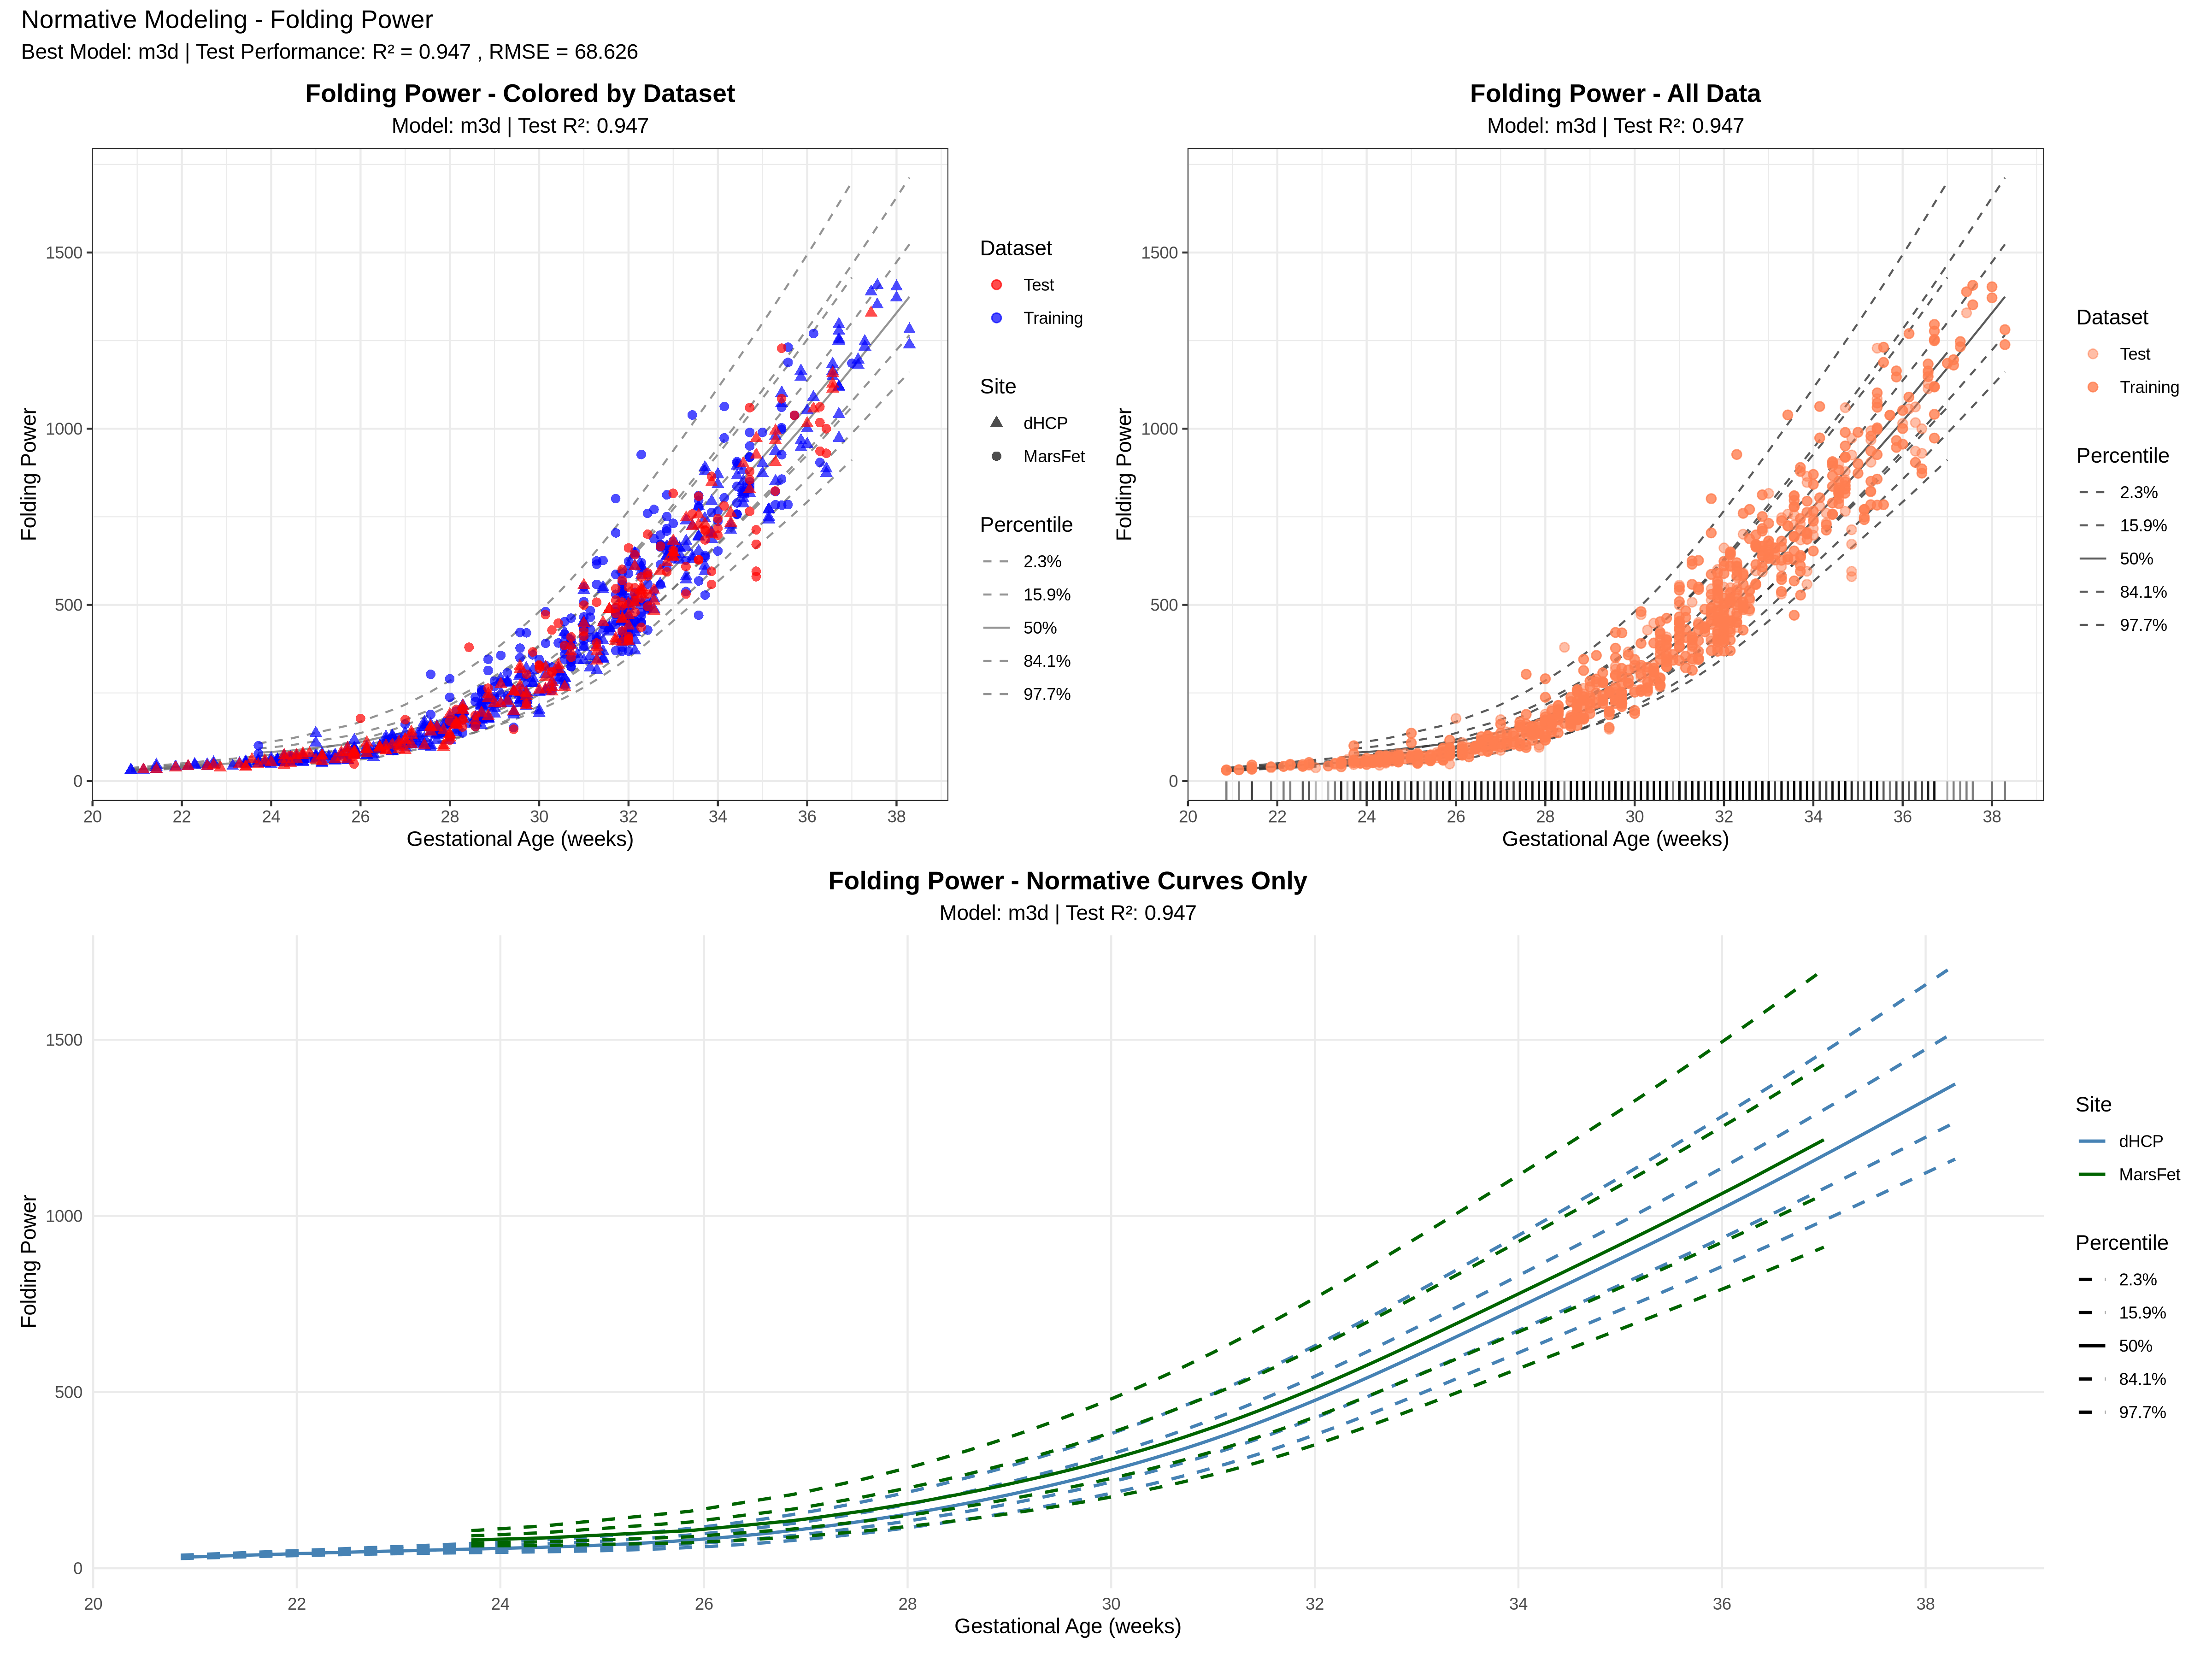 Normative Modeling - Folding Power
Best Model: m3d | Test Performance: R² = 0.947 , RMSE = 68.626
Folding Power - Colored by Dataset
Model: m3d | Test R²: 0.947
Folding Power
1500
1000
500
0
20 22 24 26 28 30 32 34 36 38
Gestational Age (weeks)
Dataset
Test
Training
Site
dHCP
MarsFet
Percentile
2.3%
15.9%
50%
84.1%
97.7%
Folding Power - All Data
Model: m3d | Test R²: 0.947
Folding Power
1500
1000
500
0
20 22 24 26 28 30 32 34 36 38
Gestational Age (weeks)
Dataset
Test
Training
Percentile
2.3%
15.9%
50%
84.1%
97.7%
Folding Power - Normative Curves Only
Model: m3d | Test R²: 0.947
Folding Power
1500
1000
500
0
20 22 24 26 28 30 32 34 36 38
Gestational Age (weeks)
Site
dHCP
MarsFet
Percentile
2.3%
15.9%
50%
84.1%
97.7%